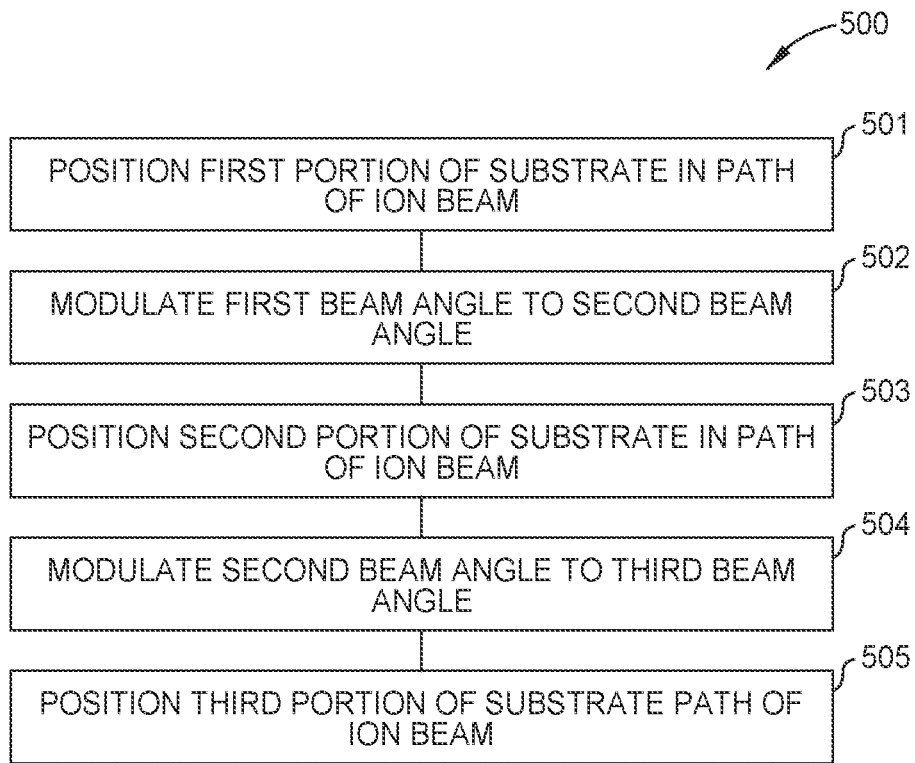 500
501
POSITION FIRST PORTION OF SUBSTRATE IN PATH
OF ION BEAM
502
MODULATE FIRST BEAM ANGLE TO SECOND BEAM
ANGLE
503
POSITION SECOND PORTION OF SUBSTRATE IN PATH
OF ION BEAM
504
MODULATE SECOND BEAM ANGLE TO THIRD BEAM
ANGLE
505
POSITION THIRD PORTION OF SUBSTRATE PATH OF
ION BEAM